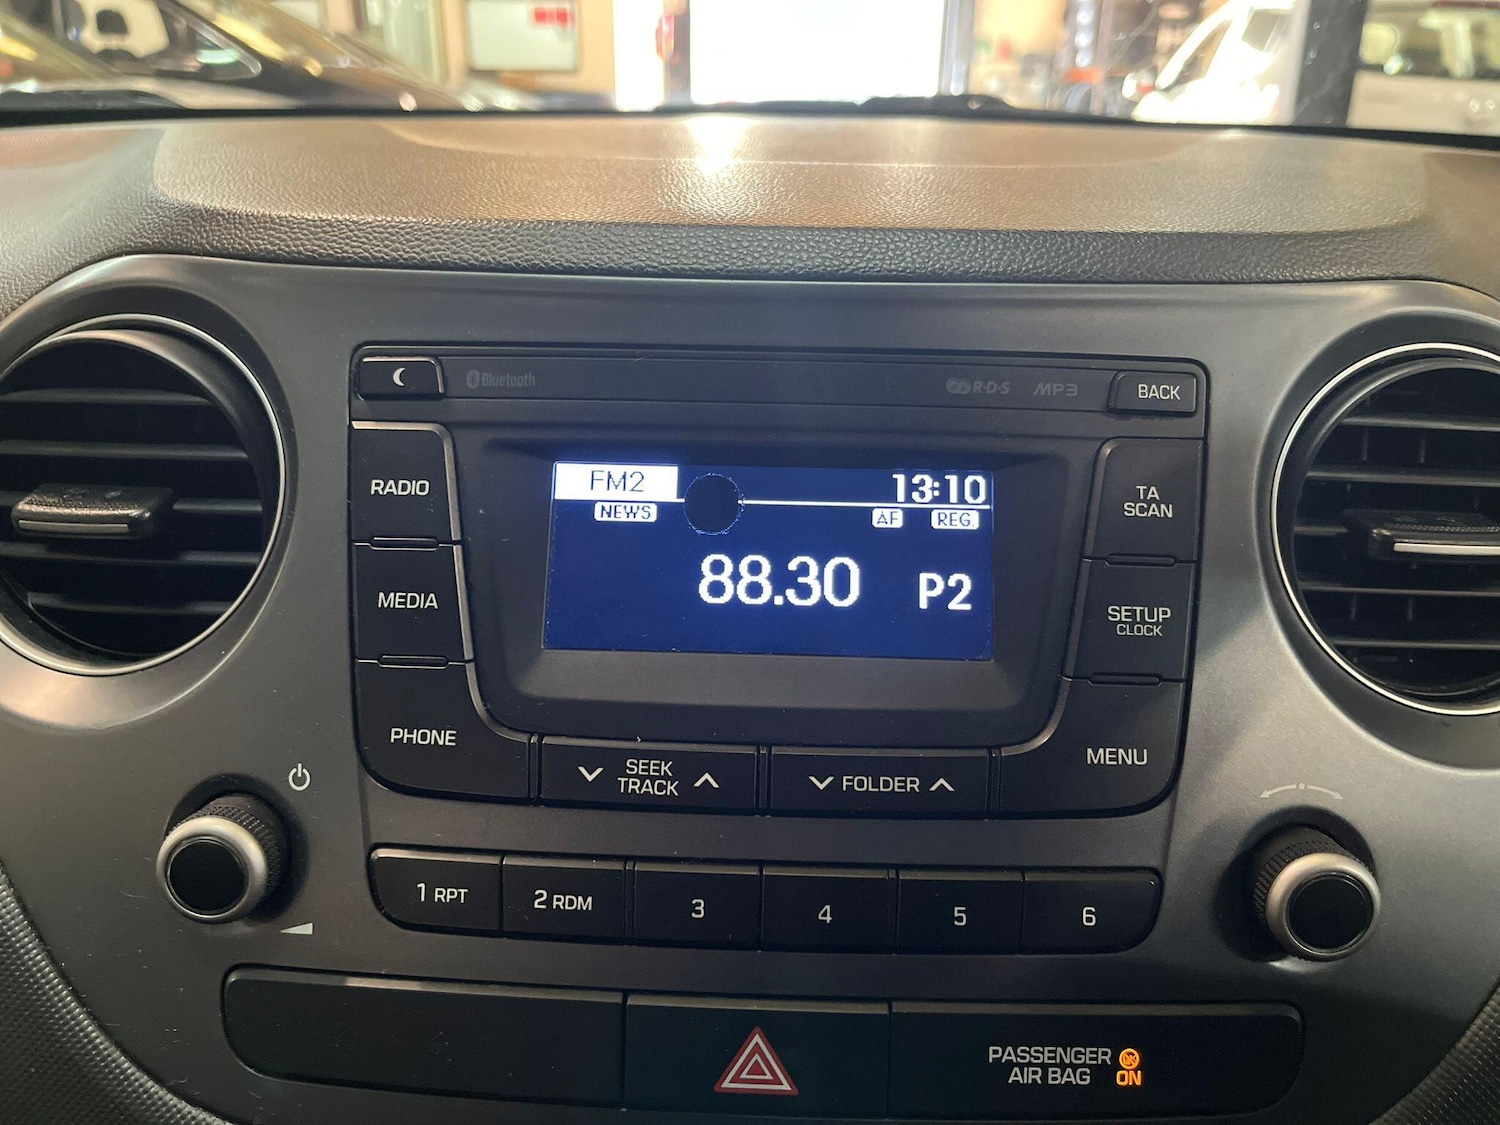 Bluetooth
R·D·S
MP3
BACK
RADIO
MEDIA
PHONE
FM2
13:10
NEWS
AF
REG.
88.30
P2
TA
SCAN
SETUP
CLOCK
MENU
SEEK
TRACK
FOLDER
1 RPT
2 RDM
3
4
5
6
PASSENGER
AIR BAG
ON